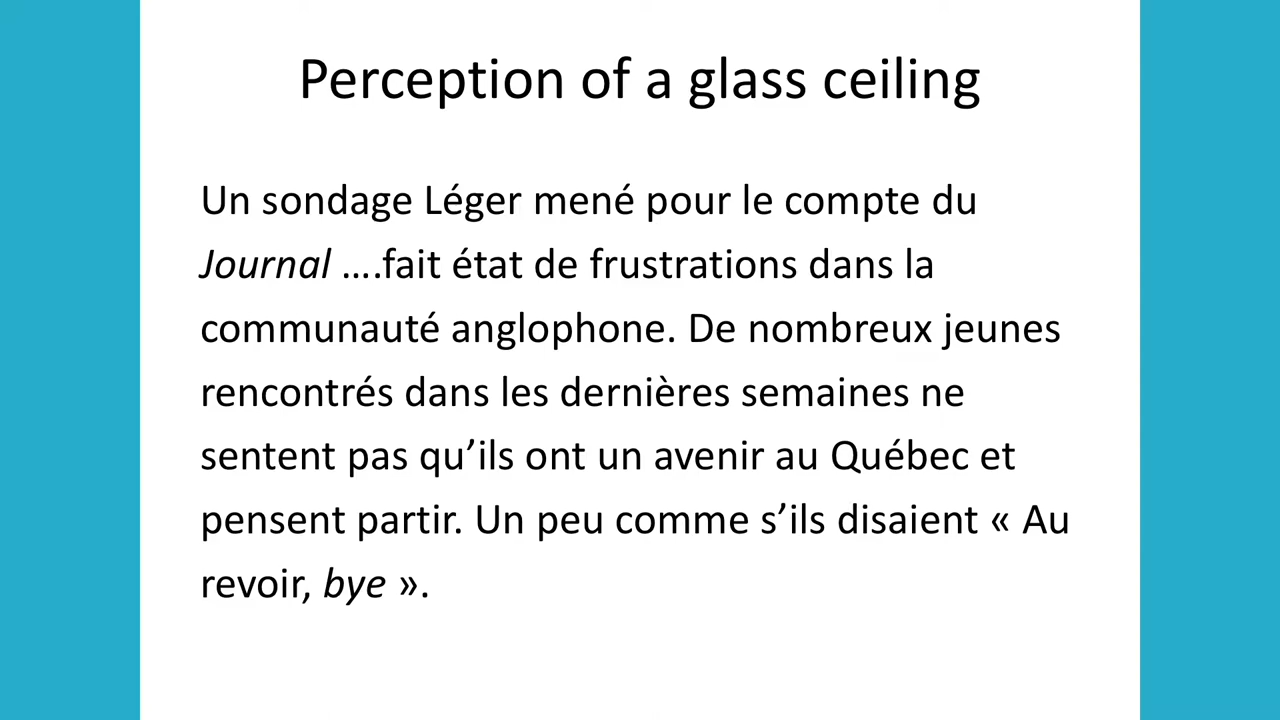 Perception of a glass ceiling
Un sondage Léger mené pour le compte du
Journal ….fait état de frustrations dans la
communauté anglophone. De nombreux jeunes
rencontrés dans les dernières semaines ne
sentent pas qu’ils ont un avenir au Québec et
pensent partir. Un peu comme s’ils disaient « Au
revoir, bye ».